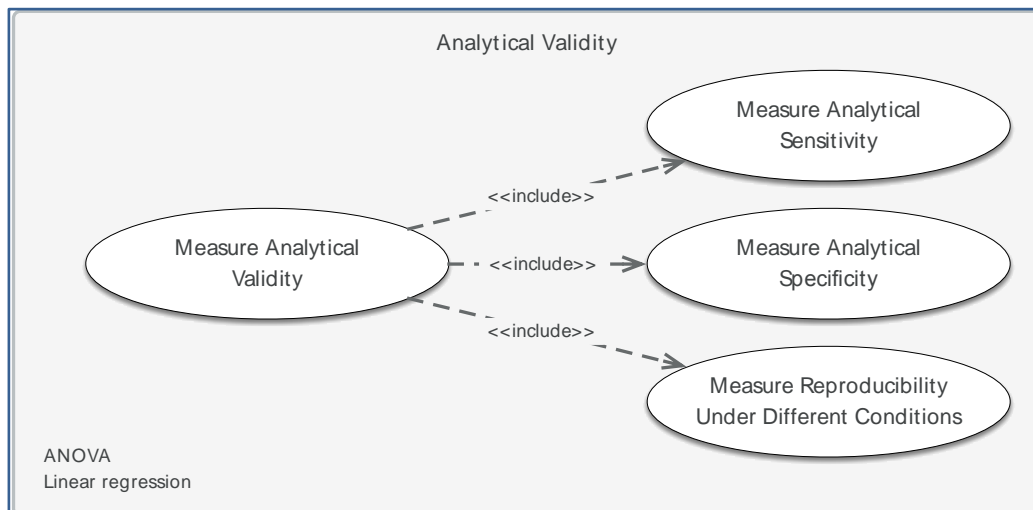 Analytical Validity
Measure Analytical
Sensitivity
<<include>>
Measure Analytical
Validity
<<include>>
Measure Analytical
Specificity
<<include>>
Measure Reproducibility
Under Different Conditions
ANOVA
Linear regression